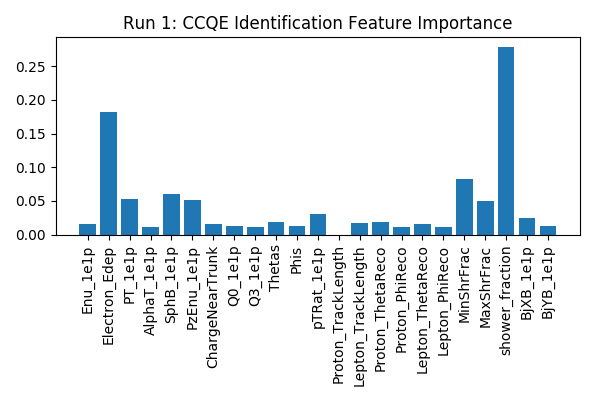 Run 1: CCQE Identification Feature Importance
0.25
0.20
0.15
0.10
0.05
0.00
Enu_1e1p
Electron_Edep
PT_1e1p
AlphaT_1e1p
SphB_1e1p
PzEnu_1e1p
ChargeNearTrunk
Q0_1e1p
Q3_1e1p
Thetas
Phis
pTRat_1e1p
Proton_TrackLength
Lepton_TrackLength
Proton_ThetaReco
Proton_PhiReco
Lepton_ThetaReco
Lepton_PhiReco
MinShrFrac
MaxShrFrac
shower_fraction
BjXB_1e1p
BjYB_1e1p